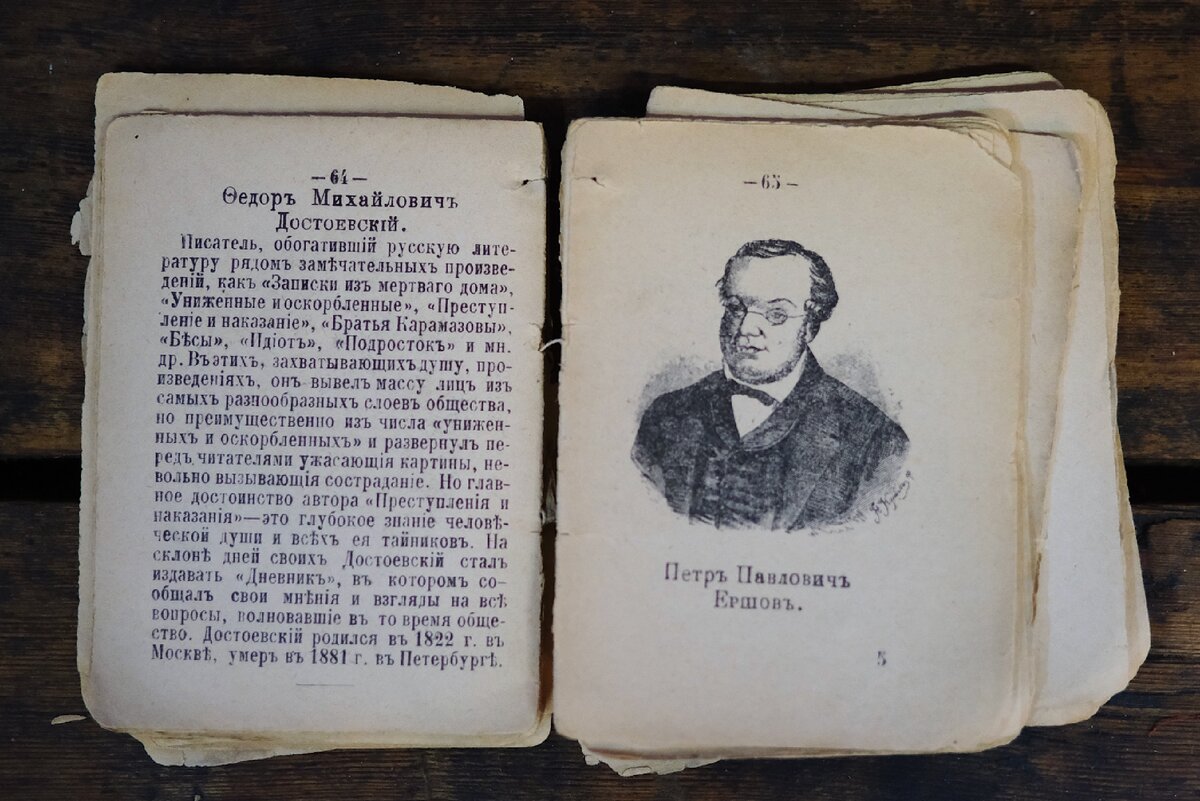 —64—
Ѳедоръ Михайловичъ
Достоевскій.
Писатель, обогатившій русскую лите-
ратуру рядомъ замѣчательныхъ произве-
деній, какъ «Записки изъ мертваго дома»,
«Униженные и оскорбленные», «Преступ-
леніе и наказаніе», «Братья Карамазовы»,
«Бѣсы», «Идіотъ», «Подростокъ» и мн.
др. Въ этихъ, захватывающихъ душу, про-
изведеніяхъ, онъ вывелъ массу лицъ изъ
самыхъ разнообразныхъ слоевъ общества,
но преимущественно изъ числа «унижен-
ныхъ и оскорбленныхъ» и развернулъ пе-
редъ читателями ужасающія картины, не-
вольно вызывающія состраданіе. Но глав-
ное достоинство автора «Преступленія и
наказанія»—это глубокое знаніе человѣ-
ческой души и всѣхъ ея тайниковъ. На
склонѣ дней своихъ Достоевскій сталъ
издавать «Дневникъ», въ которомъ со-
общалъ свои мнѣнія и взгляды на всѣ
вопросы, волновавшіе въ то время обще-
ство. Достоевскій родился въ 1822 г. въ
Москвѣ, умеръ въ 1881 г. въ Петербургѣ.
—65—
Петръ Павловичъ
Ершовъ.
5